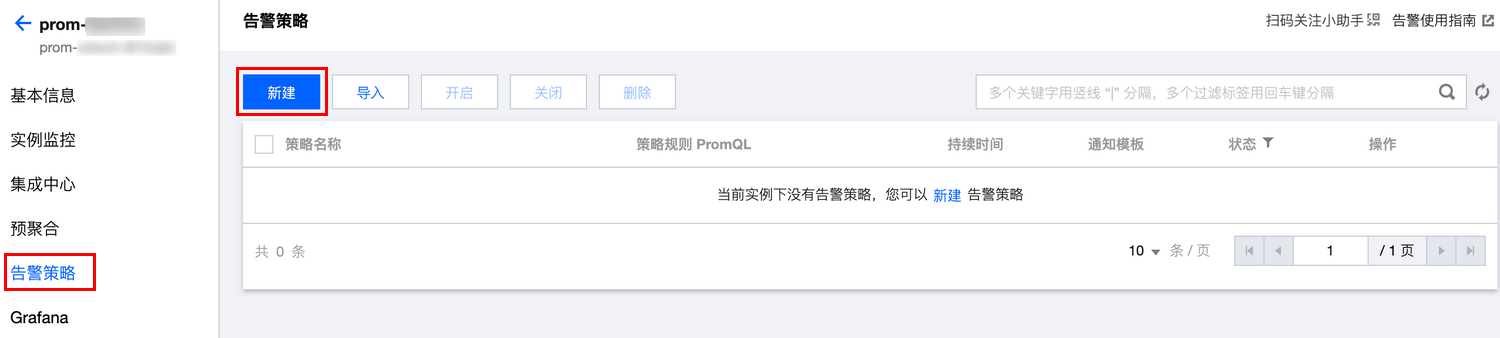 prom-
prom-
基本信息
实例监控
集成中心
预聚合
告警策略
Grafana
告警策略 扫码关注小助手 告警使用指南
新建 导入 开启 关闭 删除 多个关键字用竖线 “|” 分隔，多个过滤标签用回车键分隔
策略名称 策略规则 PromQL 持续时间 通知模板 状态 操作
当前实例下没有告警策略，您可以 新建 告警策略
共 0 条 10 条 / 页 1 / 1 页